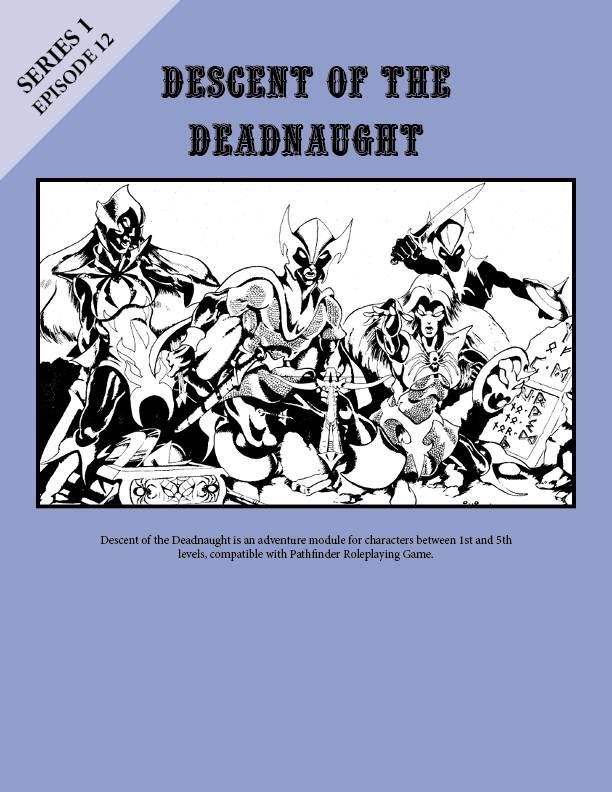 SERIES 1
EPISODE 12
DESCENT OF THE
DEADNAUGHT
Descent of the Deadnaught is an adventure module for characters between 1st and 5th
levels, compatible with Pathfinder Roleplaying Game.